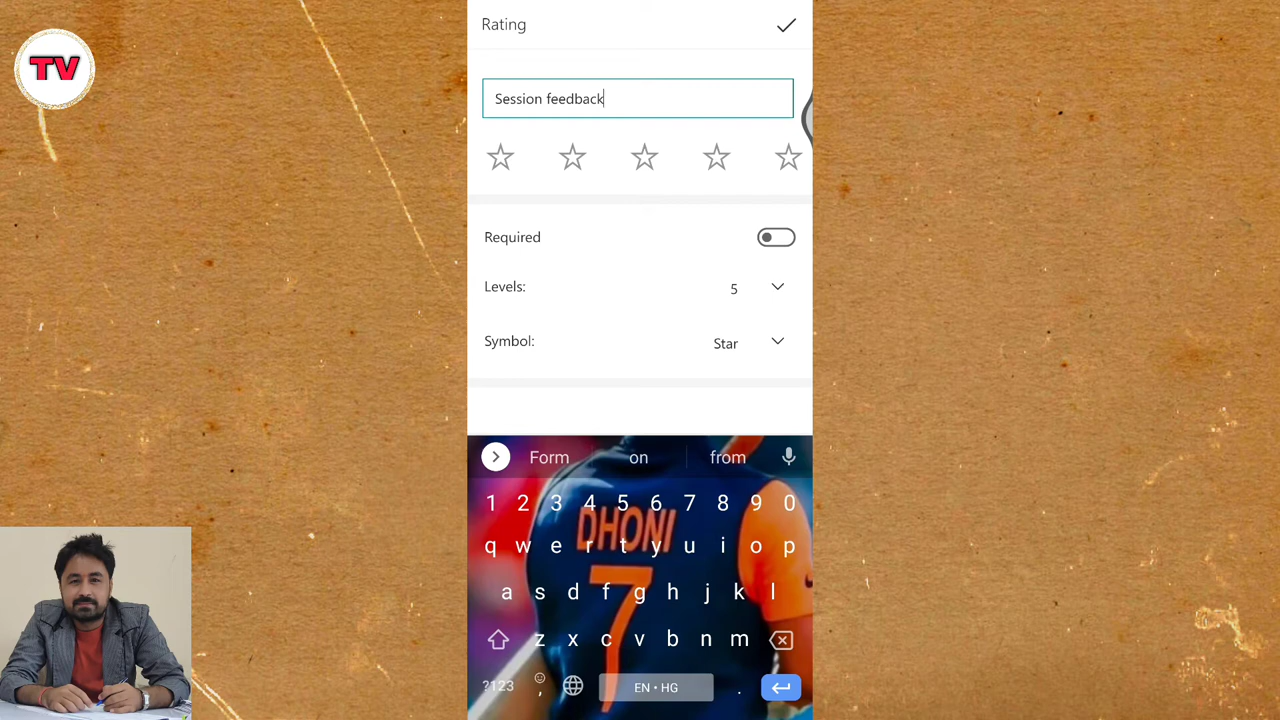 TV
Rating
Session feedback
Required
Levels: 5
Symbol: Star
Form on from
1 2 3 4 5 6 7 8 9 0
DHONI
7
q w e r t y u i o p
a s d f g h j k l
z x c v b n m
?123 , EN • HG .